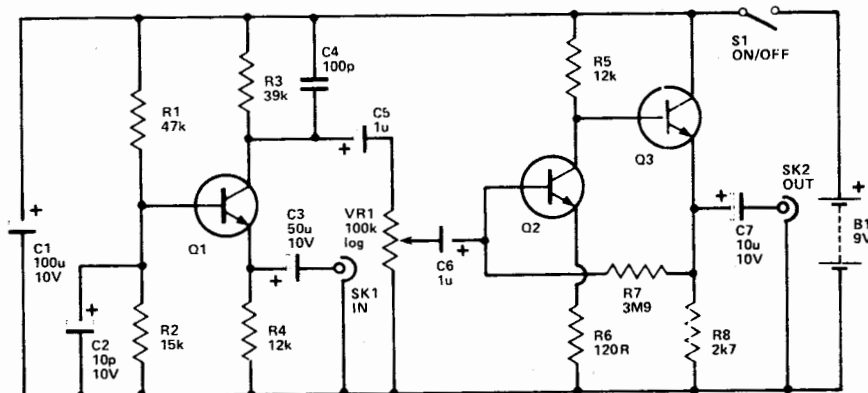 C4
100p
R3
39k
C5
1u
R5
12k
S1
ON/OFF
R1
47k
Q3
SK2
OUT
C1
100u
10V
Q1
C3
50u
10V
VR1
100k
log
Q2
C6
1u
C7
10u
10V
B1
9V
SK1
IN
R7
3M9
C2
10p
10V
R2
15k
R4
12k
R6
120R
R8
2k7